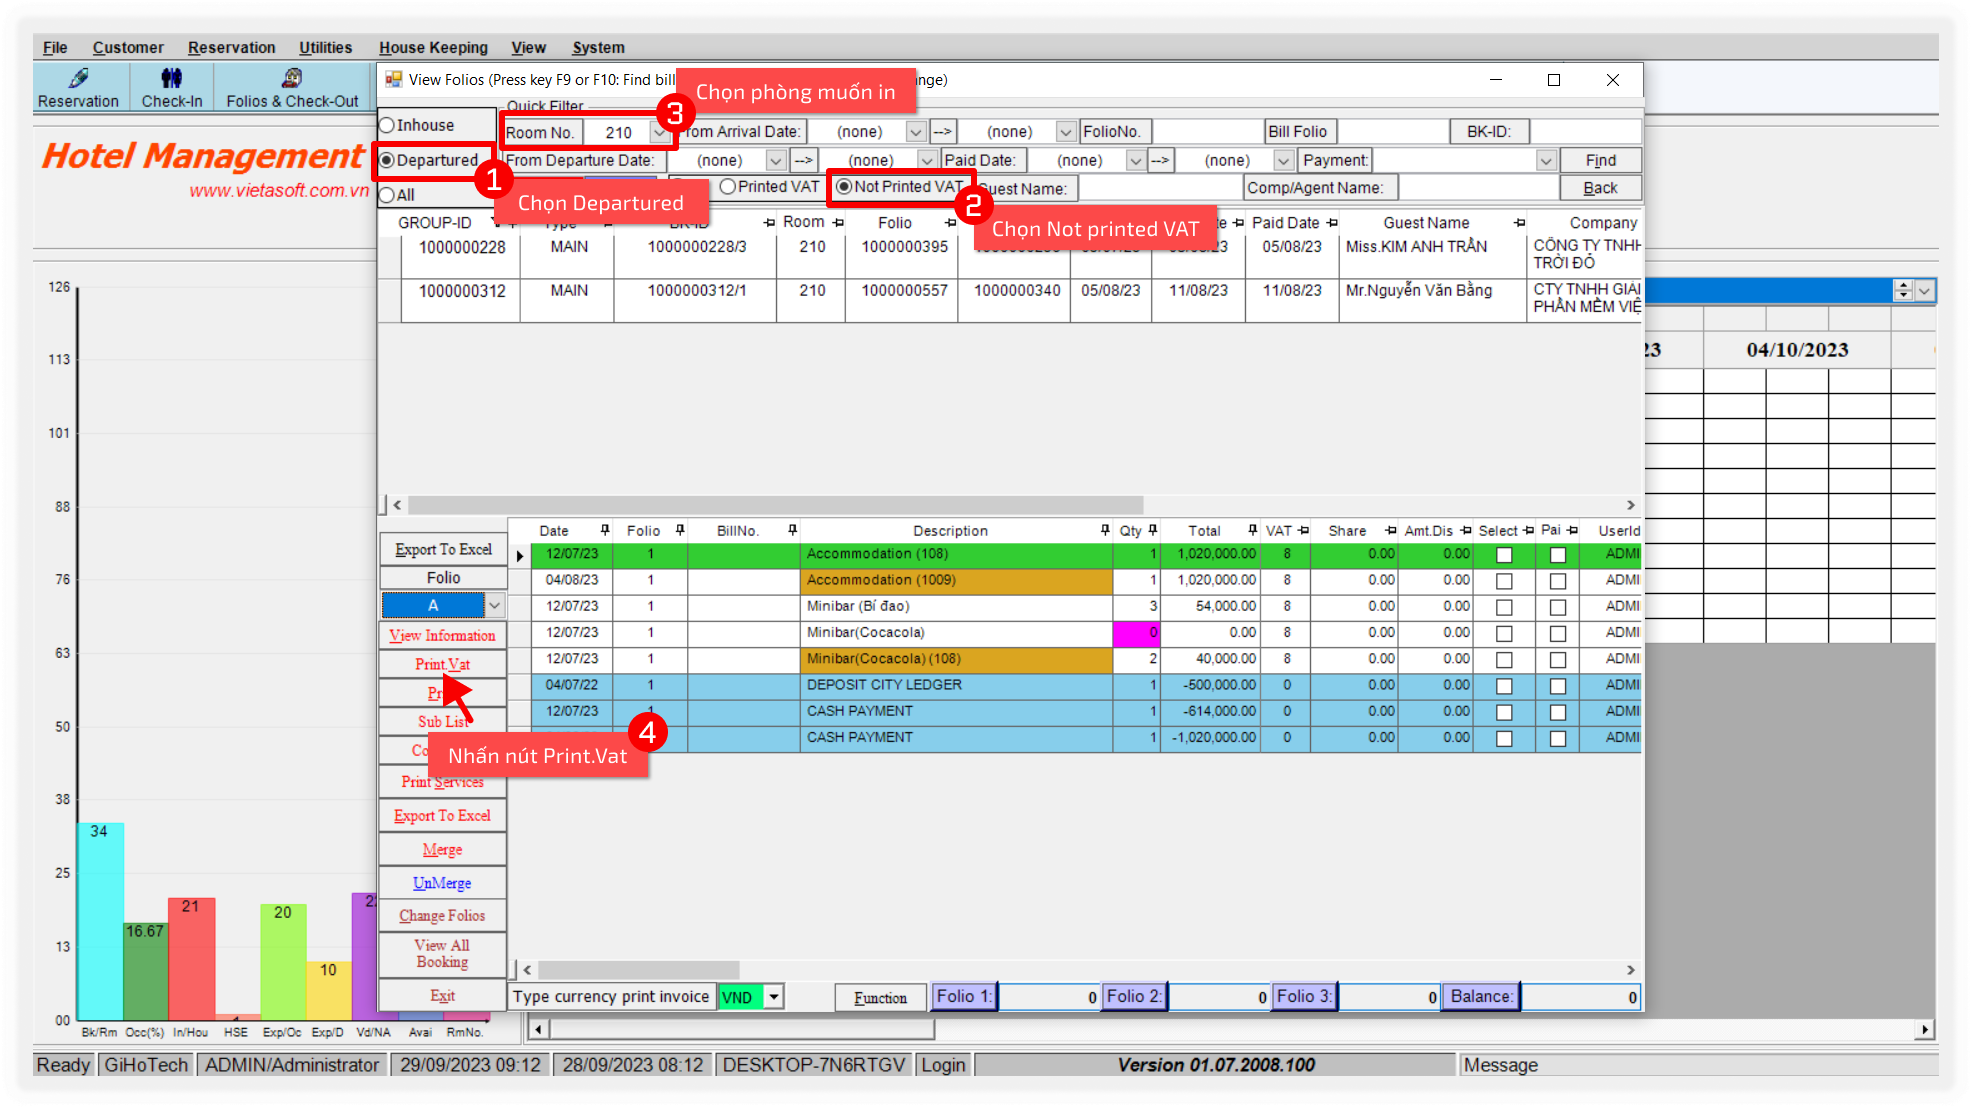 File Customer Reservation Utilities House Keeping View System
Reservation Check-In Folios & Check-Out
View Folios (Press key F9 or F10: Find bill
nge)
Chọn phòng muốn in
3
Hotel Management
www.vietasoft.com.vn
Quick Filter
Inhouse Room No. 210 From Arrival Date: (none) --> (none) FolioNo. Bill Folio BK-ID:
Departured From Departure Date: (none) --> (none) Paid Date: (none) --> (none) Payment: Find
All Printed VAT Not Printed VAT Guest Name: Comp/Agent Name: Back
1
Chọn Departured
2
Chọn Not printed VAT
GROUP-ID Type BK-ID Room Folio Paid Date Guest Name Company
1000000228 MAIN 1000000228/3 210 1000000395 05/08/23 Miss.KIM ANH TRẦN CÔNG TY TNHH
TRỜI ĐỎ
1000000312 MAIN 1000000312/1 210 1000000557 1000000340 05/08/23 11/08/23 11/08/23 Mr.Nguyễn Văn Bằng CTY TNHH GIẢI
PHẦN MỀM VIỆ
23 04/10/2023
Date Folio BillNo. Description Qty Total VAT Share Amt.Dis Select Pai UserId
12/07/23 1 Accommodation (108) 1 1,020,000.00 8 0.00 0.00 ADMI
04/08/23 1 Accommodation (1009) 1 1,020,000.00 8 0.00 0.00 ADMI
12/07/23 1 Minibar (Bí đao) 3 54,000.00 8 0.00 0.00 ADMI
12/07/23 1 Minibar(Cocacola) 0 0.00 8 0.00 0.00 ADMI
12/07/23 1 Minibar(Cocacola) (108) 2 40,000.00 8 0.00 0.00 ADMI
04/07/22 1 DEPOSIT CITY LEDGER 1 -500,000.00 0 0.00 0.00 ADMI
12/07/23 1 CASH PAYMENT 1 -614,000.00 0 0.00 0.00 ADMI
CASH PAYMENT 1 -1,020,000.00 0 0.00 0.00 ADMI
Export To Excel
Folio
A
View Information
Print.Vat
Sub List
4
Nhấn nút Print.Vat
Print Services
Export To Excel
Merge
UnMerge
Change Folios
View All
Booking
Exit
Type currency print invoice VND Function Folio 1: 0 Folio 2: 0 Folio 3: 0 Balance: 0
126
113
101
88
76
63
50
38
25
13
00
34
16.67
21
20
10
Bk/Rm Occ(%) In/Hou HSE Exp/Oc Exp/D Vd/NA Avai RmNo.
Ready GiHoTech ADMIN/Administrator 29/09/2023 09:12 28/09/2023 08:12 DESKTOP-7N6RTGV Login Version 01.07.2008.100 Message